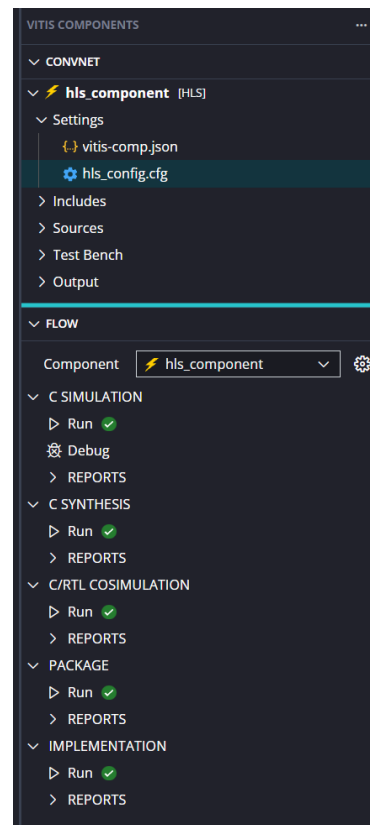 VITIS COMPONENTS
CONVNET
hls_component [HLS]
Settings
{..} vitis-comp.json
hls_config.cfg
Includes
Sources
Test Bench
Output
FLOW
Component hls_component
C SIMULATION
Run
Debug
REPORTS
C SYNTHESIS
Run
REPORTS
C/RTL COSIMULATION
Run
REPORTS
PACKAGE
Run
REPORTS
IMPLEMENTATION
Run
REPORTS